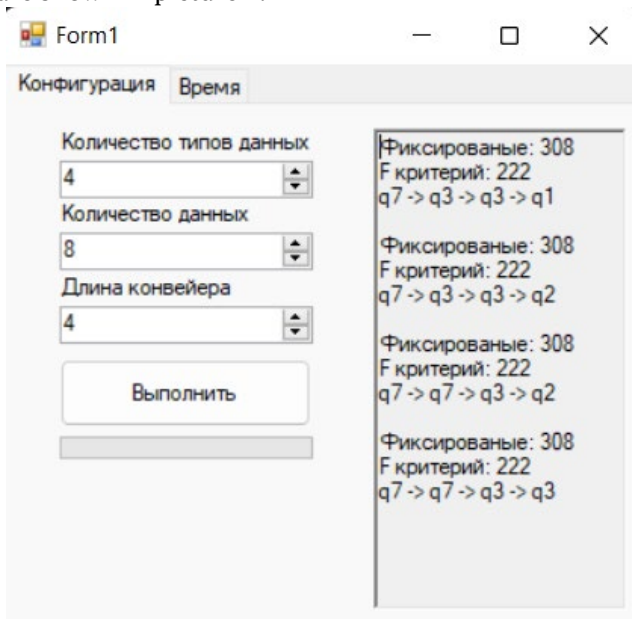 Form1
Конфигурация Время
Количество типов данных
4
Количество данных
8
Длина конвейера
4
Выполнить
Фиксированые: 308
F критерий: 222
q7 -> q3 -> q3 -> q1
Фиксированые: 308
F критерий: 222
q7 -> q3 -> q3 -> q2
Фиксированые: 308
F критерий: 222
q7 -> q7 -> q3 -> q2
Фиксированые: 308
F критерий: 222
q7 -> q7 -> q3 -> q3